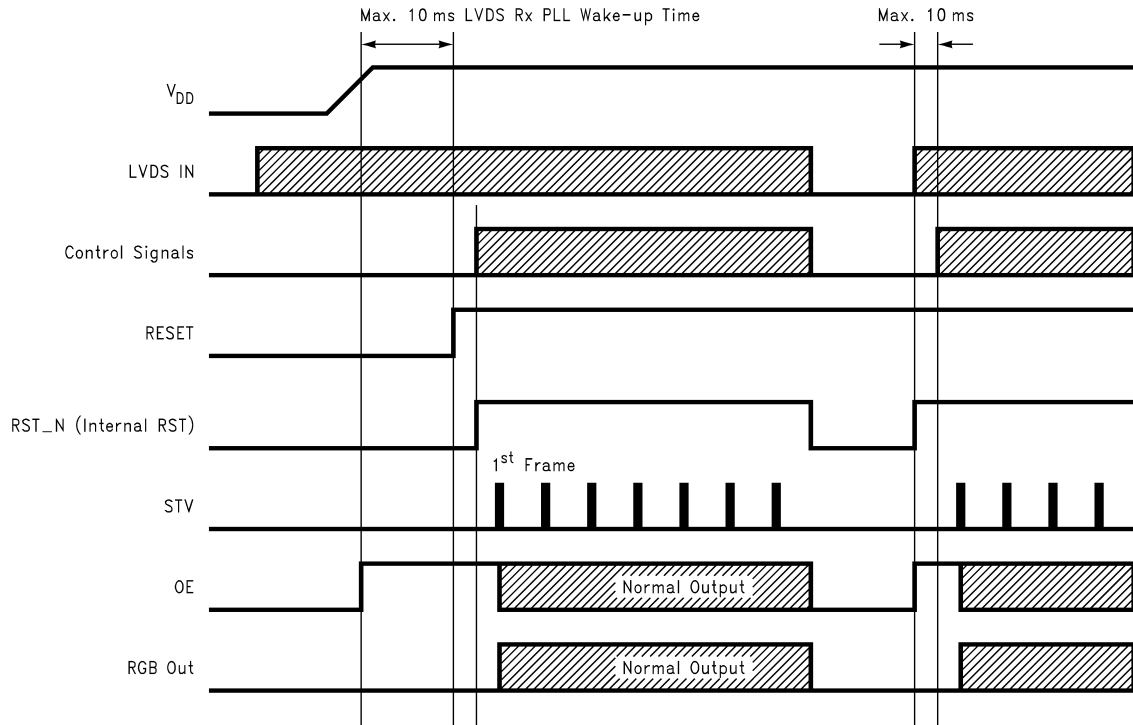 Max. 10 ms LVDS Rx PLL Wake-up Time
Max. 10 ms
VDD
LVDS IN
Control Signals
RESET
RST_N (Internal RST)
1st Frame
STV
OE
Normal Output
RGB Out
Normal Output